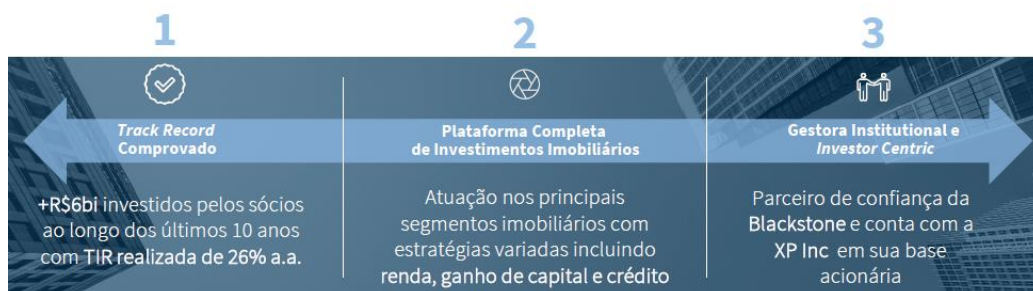 1
Track Record
Comprovado
+R$6bi investidos pelos sócios
ao longo dos últimos 10 anos
com TIR realizada de 26% a.a.
2
Plataforma Completa
de Investimentos Imobiliários
Atuação nos principais
segmentos imobiliários com
estratégias variadas incluindo
renda, ganho de capital e crédito
3
Gestora Institutional e
Investor Centric
Parceiro de confiança da
Blackstone e conta com a
XP Inc em sua base
acionária